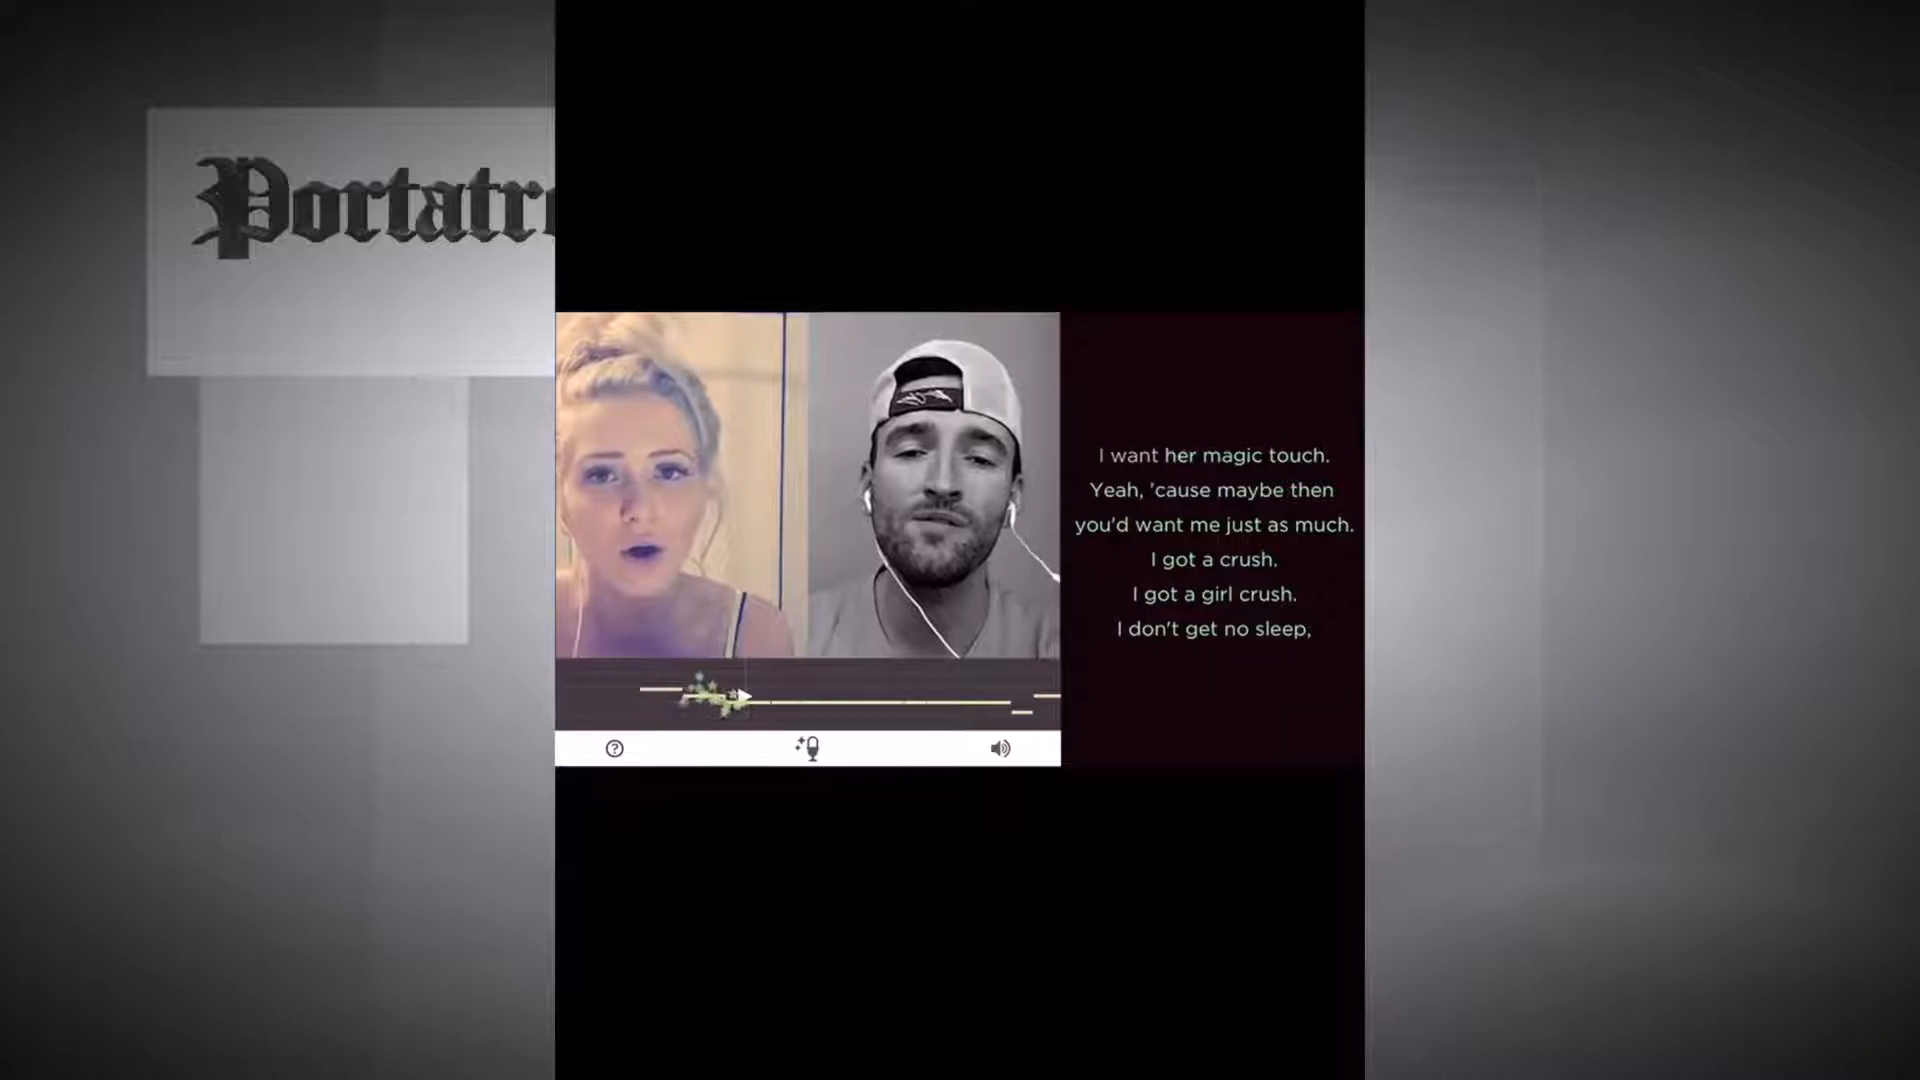 Portatr
I want her magic touch.
Yeah, 'cause maybe then
you'd want me just as much.
I got a crush.
I got a girl crush.
I don't get no sleep,